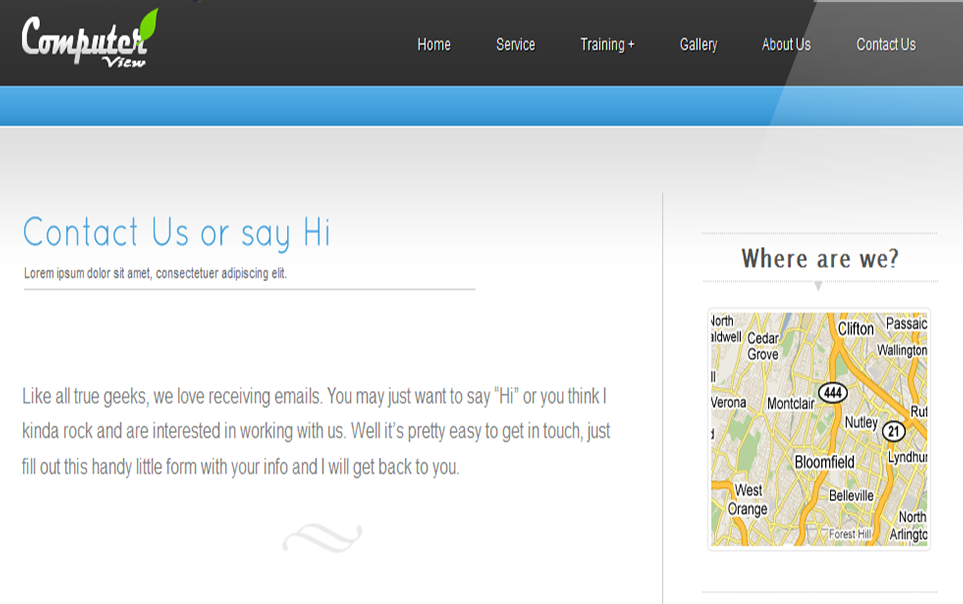 Computer
View
Home Service Training + Gallery About Us Contact Us
Contact Us or say Hi
Lorem ipsum dolor sit amet, consectetuer adipiscing elit.
Like all true geeks, we love receiving emails. You may just want to say “Hi” or you think I
kinda rock and are interested in working with us. Well it’s pretty easy to get in touch, just
fill out this handy little form with your info and I will get back to you.
Where are we?
North
aldwell
Cedar
Grove
Clifton
Passaic
Wallington
ll
Verona
Montclair
444
Nutley
21
Rut
d
Bloomfield
Lyndhur
West
Orange
Belleville
Forest Hill
North
Arlingto